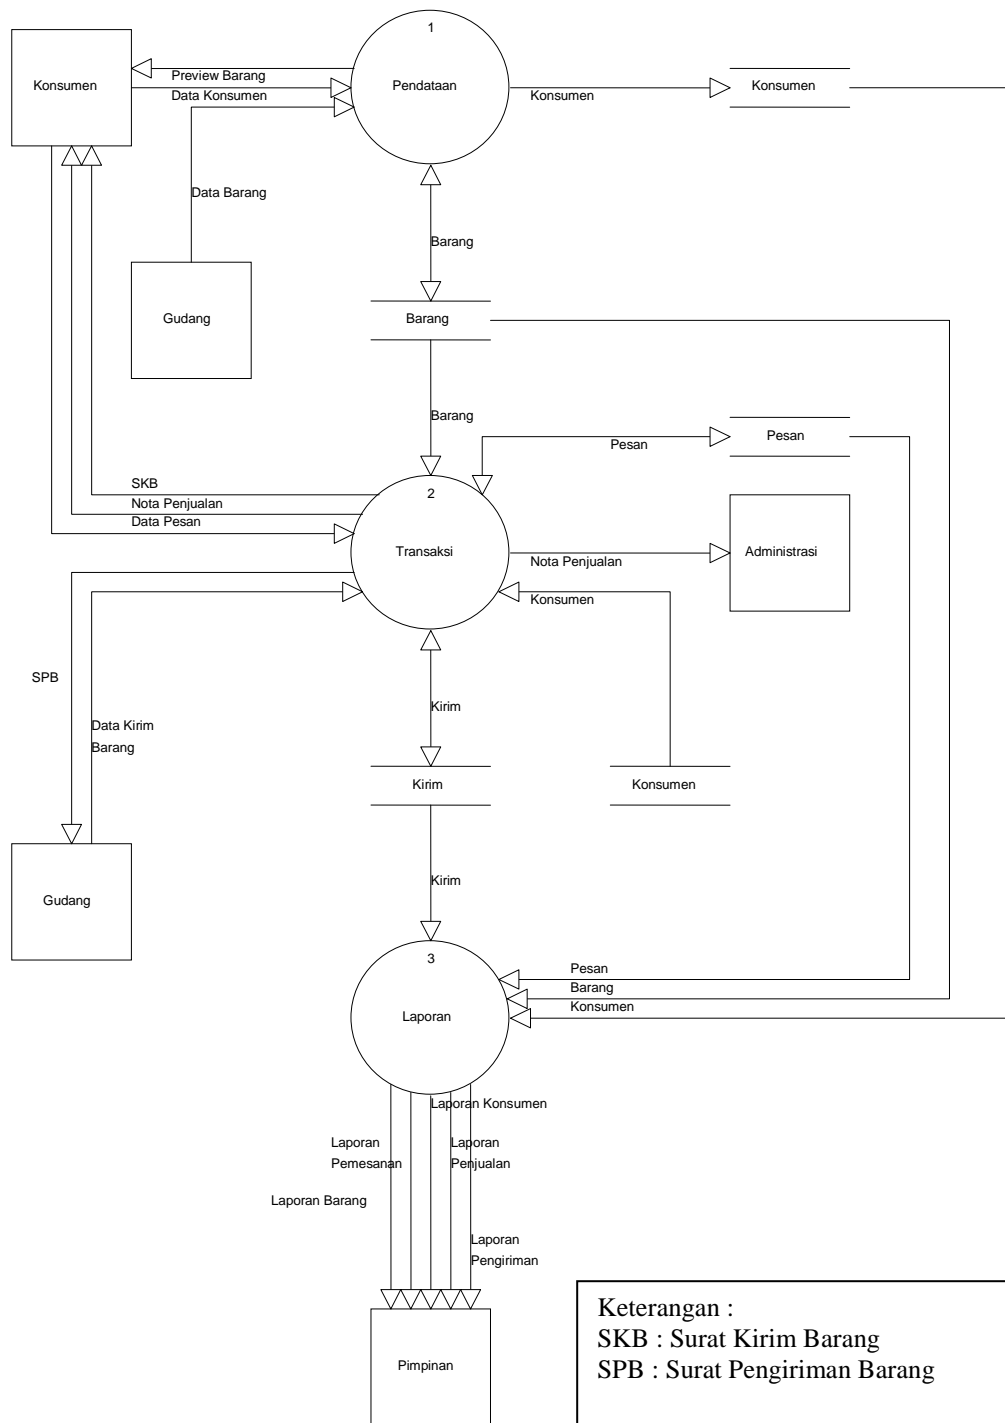 1
Konsumen
Preview Barang
Pendataan
Konsumen
Data Konsumen
Konsumen
Data Barang
Barang
Gudang
Barang
Barang
Pesan
Pesan
SKB
2
Nota Penjualan
Data Pesan
Transaksi
Nota Penjualan
Administrasi
Konsumen
SPB
Kirim
Data Kirim
Barang
Kirim
Konsumen
Gudang
Kirim
3
Pesan
Barang
Konsumen
Laporan
Laporan Konsumen
Laporan
Pemesanan
Laporan
Penjualan
Laporan Barang
Laporan
Pengiriman
Pimpinan
Keterangan :
SKB : Surat Kirim Barang
SPB : Surat Pengiriman Barang